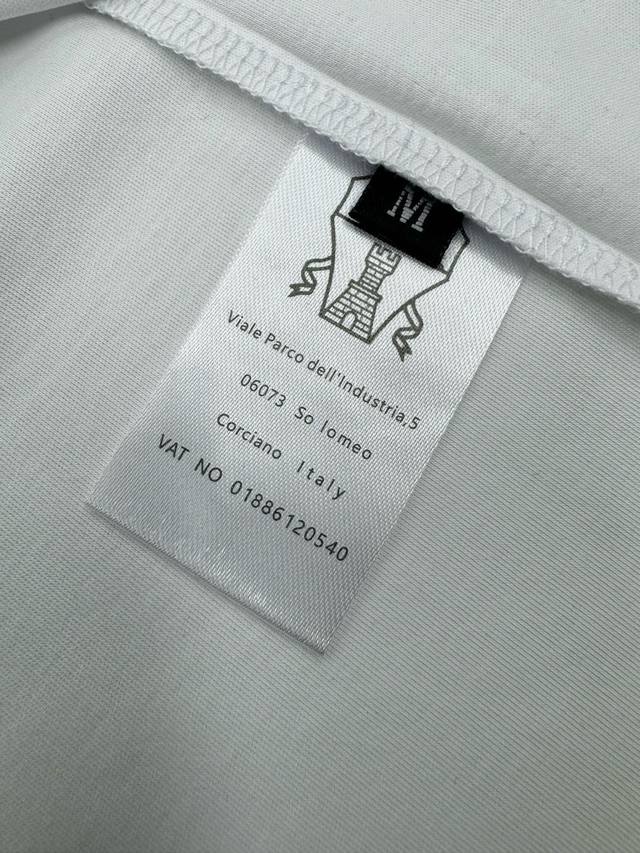 Viale Parco dell'Industria,5
06073 So lomeo
Corciano Italy
VAT NO 01886120540